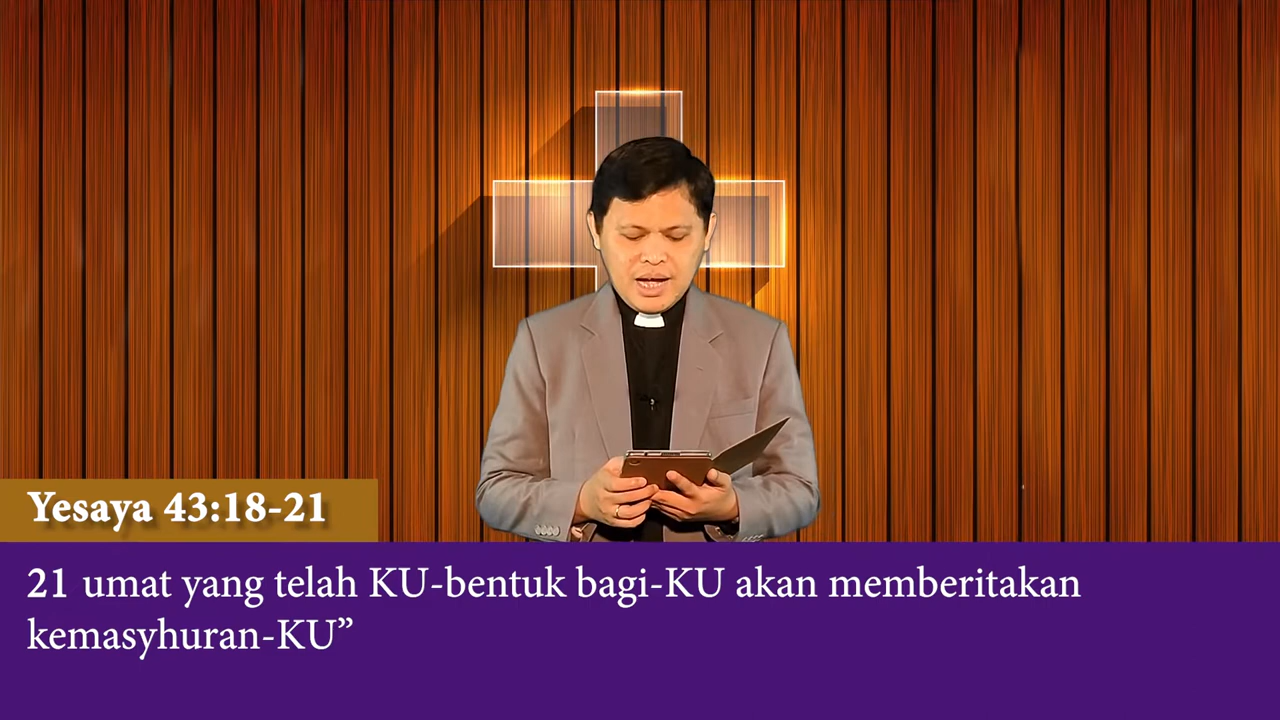 Yesaya 43:18-21
21 umat yang telah KU-bentuk bagi-KU akan memberitakan
kemasyhuran-KU”